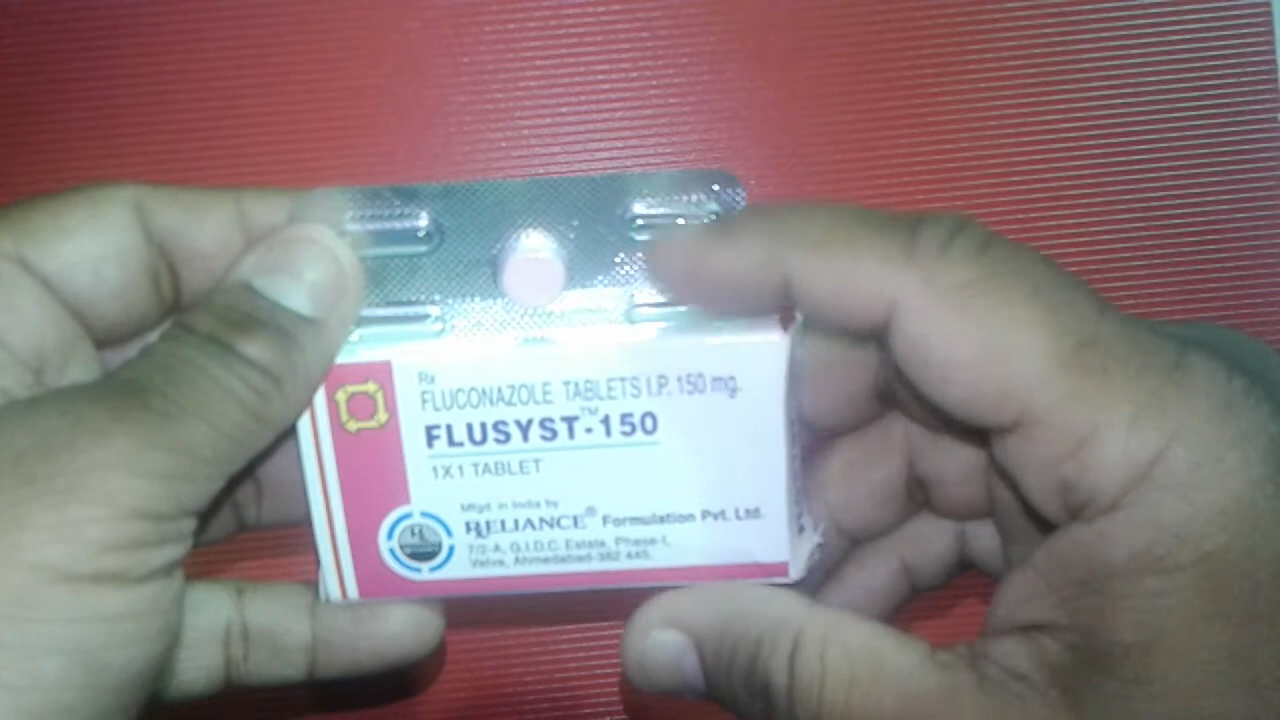 Rx
FLUCONAZOLE TABLETS I.P. 150 mg.
FLUSYST™-150
1X1 TABLET
Mfgd. in India by
RELIANCE® Formulation Pvt. Ltd.
7/2-A, G.I.D.C. Estate, Phase-I,
Vatva, Ahmedabad-382 445.